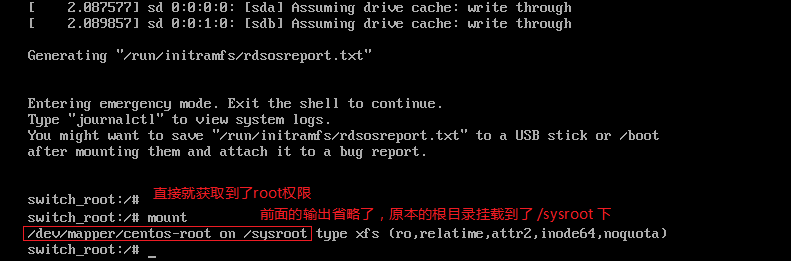 [    2.087577] sd 0:0:0:0: [sda] Assuming drive cache: write through
[    2.089857] sd 0:0:1:0: [sdb] Assuming drive cache: write through
Generating "/run/initramfs/rdsosreport.txt"
Entering emergency mode. Exit the shell to continue.
Type "journalctl" to view system logs.
You might want to save "/run/initramfs/rdsosreport.txt" to a USB stick or /boot
after mounting them and attach it to a bug report.
switch_root:/# 直接就获取到了root权限
switch_root:/# mount 前面的输出省略了，原本的根目录挂载到了 /sysroot 下
/dev/mapper/centos-root on /sysroot type xfs (ro,relatime,attr2,inode64,noquota)
switch_root:/# _